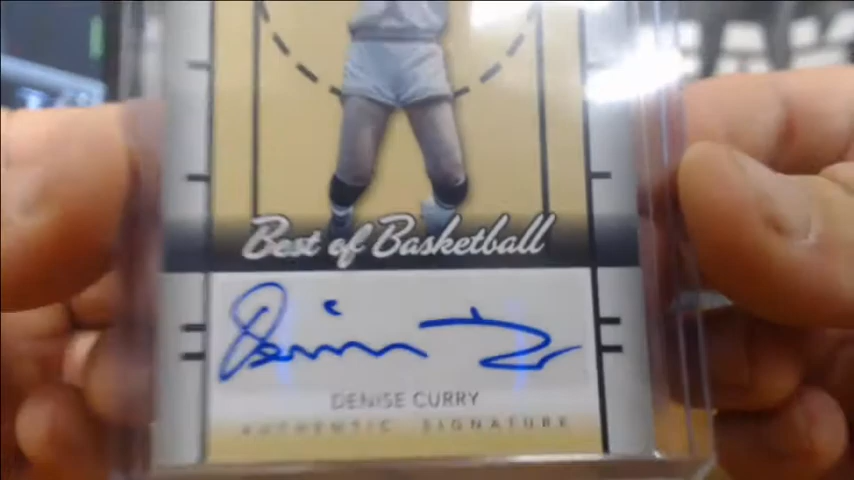 Best of Basketball
DENISE CURRY
AUTHENTIC SIGNATURE